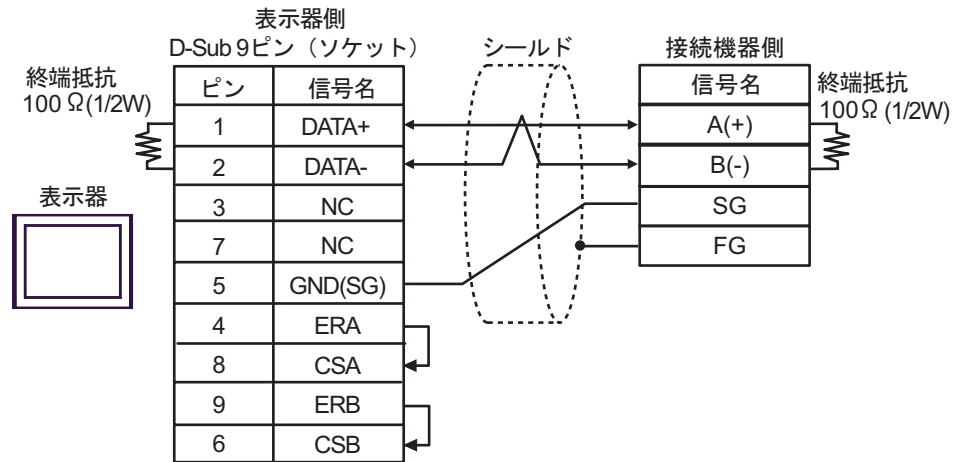 表示器側
D-Sub 9ピン（ソケット）
シールド
接続機器側
終端抵抗
100 Ω(1/2W)
ピン 信号名
1 DATA+
2 DATA-
3 NC
7 NC
5 GND(SG)
4 ERA
8 CSA
9 ERB
6 CSB
表示器
信号名
A(+)
B(-)
SG
FG
終端抵抗
100Ω (1/2W)